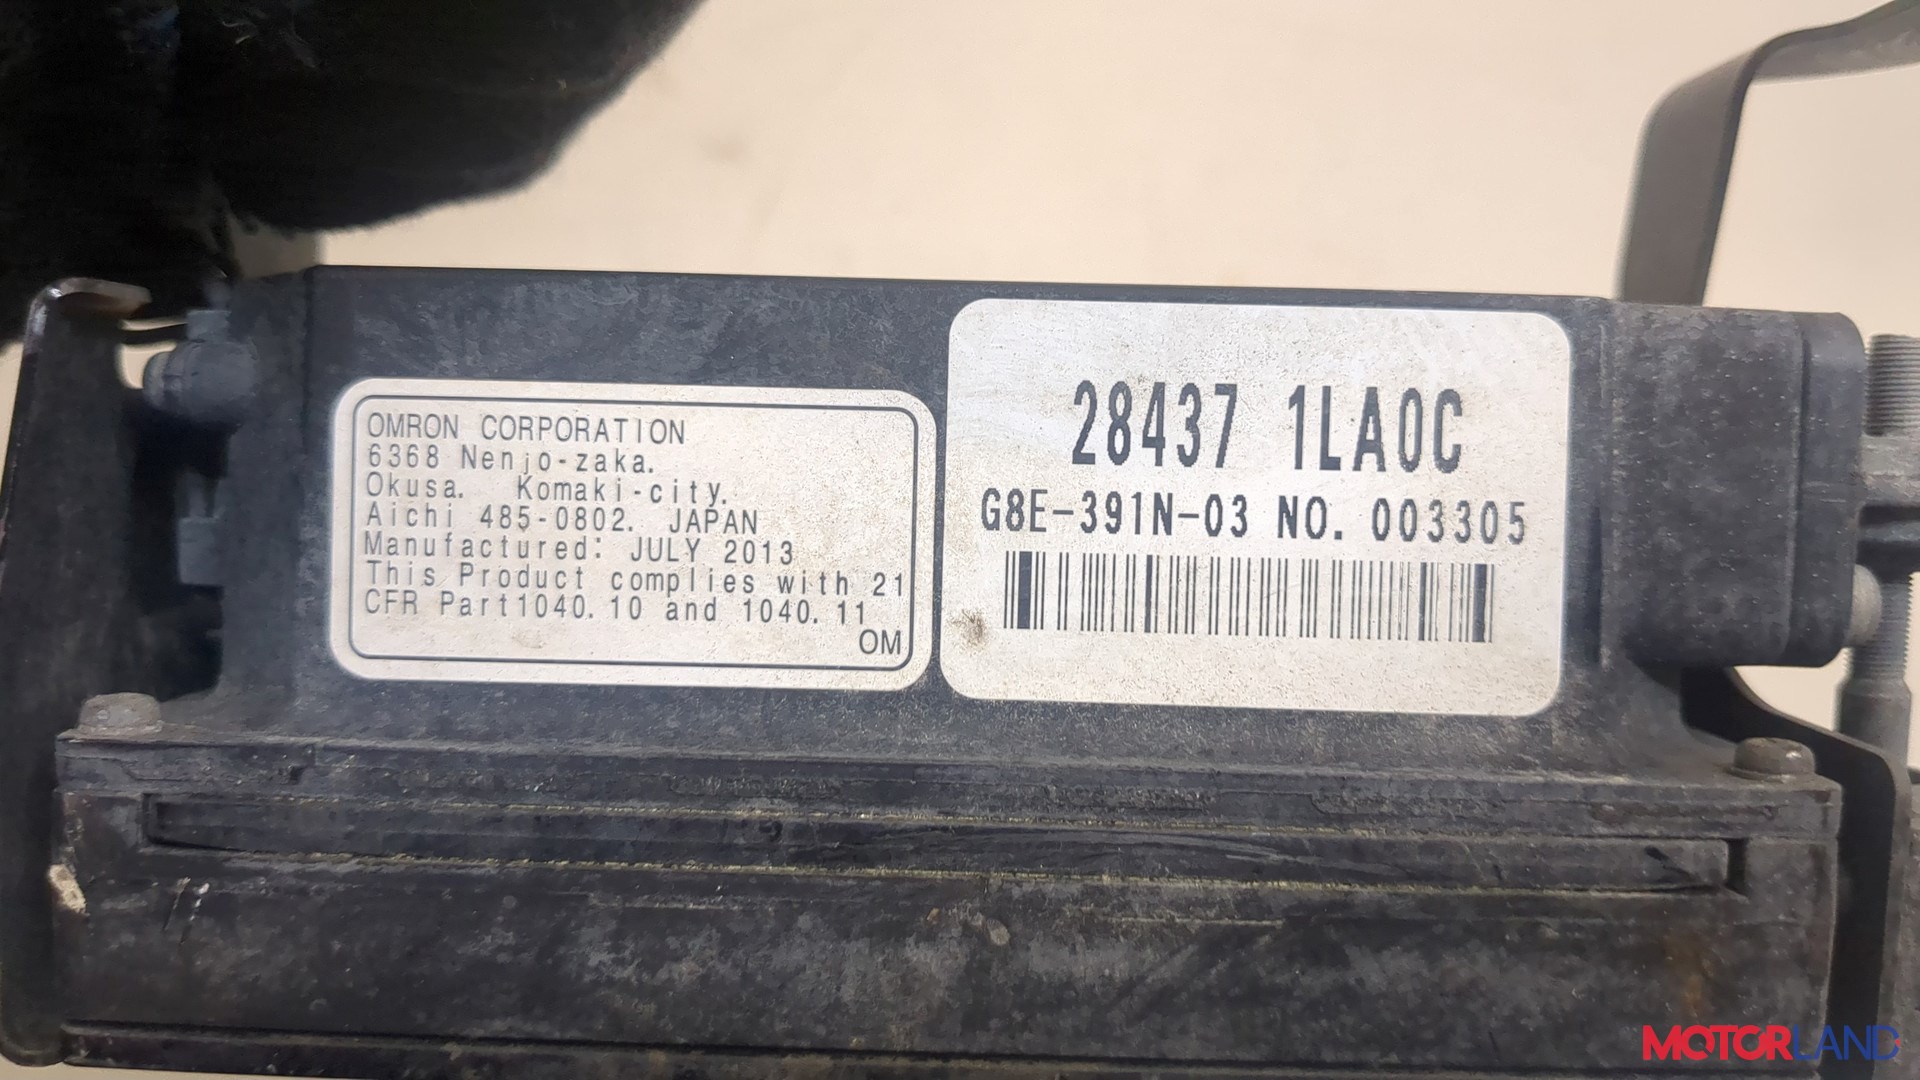 OMRON CORPORATION
6368 Nenjo-zaka.
Okusa. Komaki-city.
Aichi 485-0802. JAPAN
Manufactured: JULY 2013
This Product complies with 21
CFR Part1040.10 and 1040.11
OM
28437 1LA0C
G8E-391N-03 NO. 003305
MOTORLAND